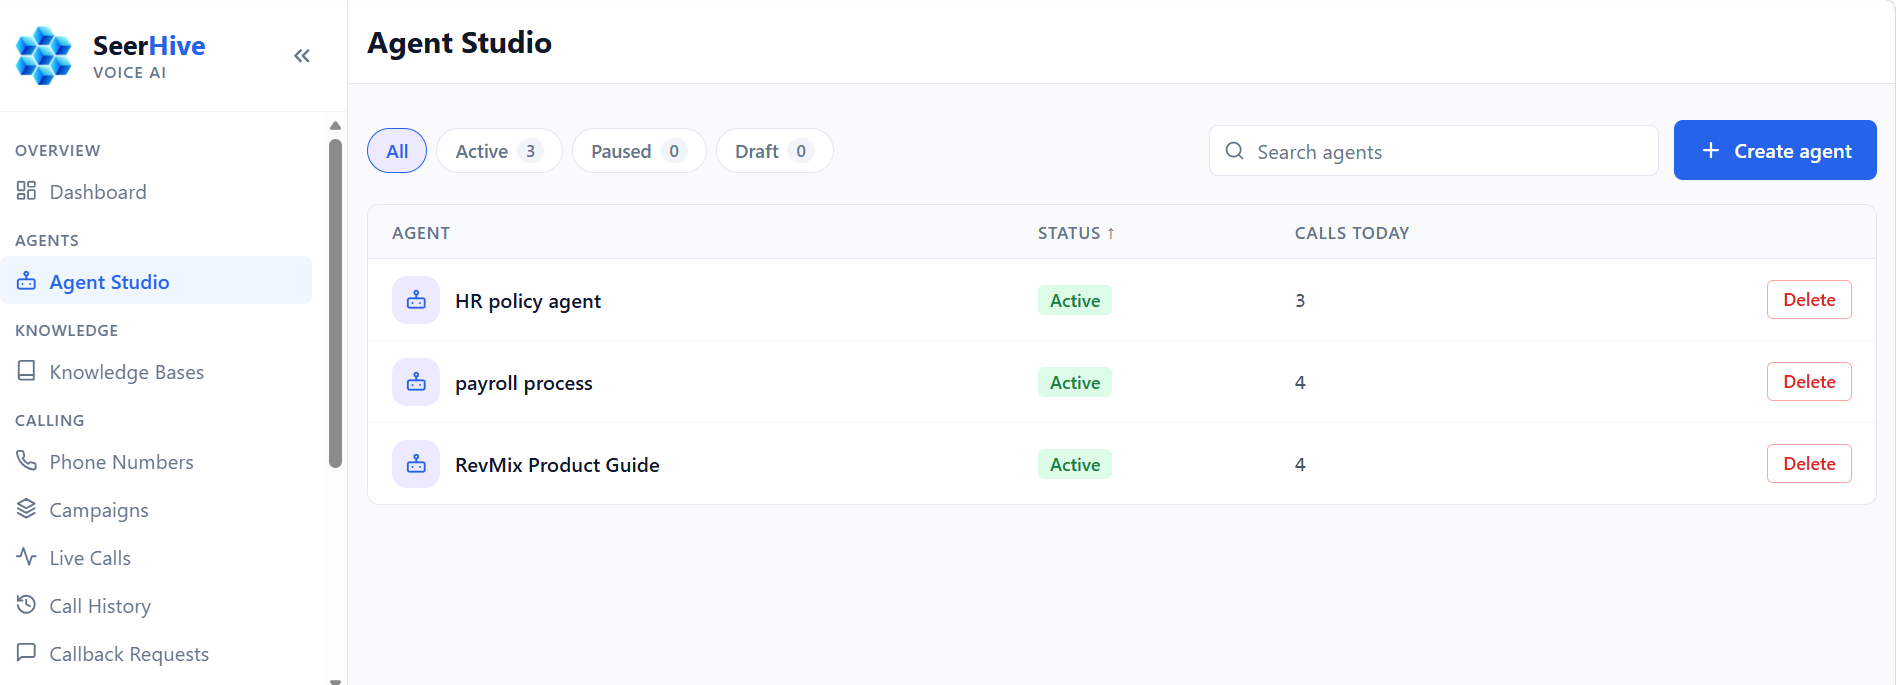 SeerHive
VOICE AI
OVERVIEW
Dashboard
AGENTS
Agent Studio
KNOWLEDGE
Knowledge Bases
CALLING
Phone Numbers
Campaigns
Live Calls
Call History
Callback Requests
Agent Studio
All Active 3 Paused 0 Draft 0 Search agents + Create agent
AGENT STATUS ↑ CALLS TODAY
HR policy agent Active 3 Delete
payroll process Active 4 Delete
RevMix Product Guide Active 4 Delete